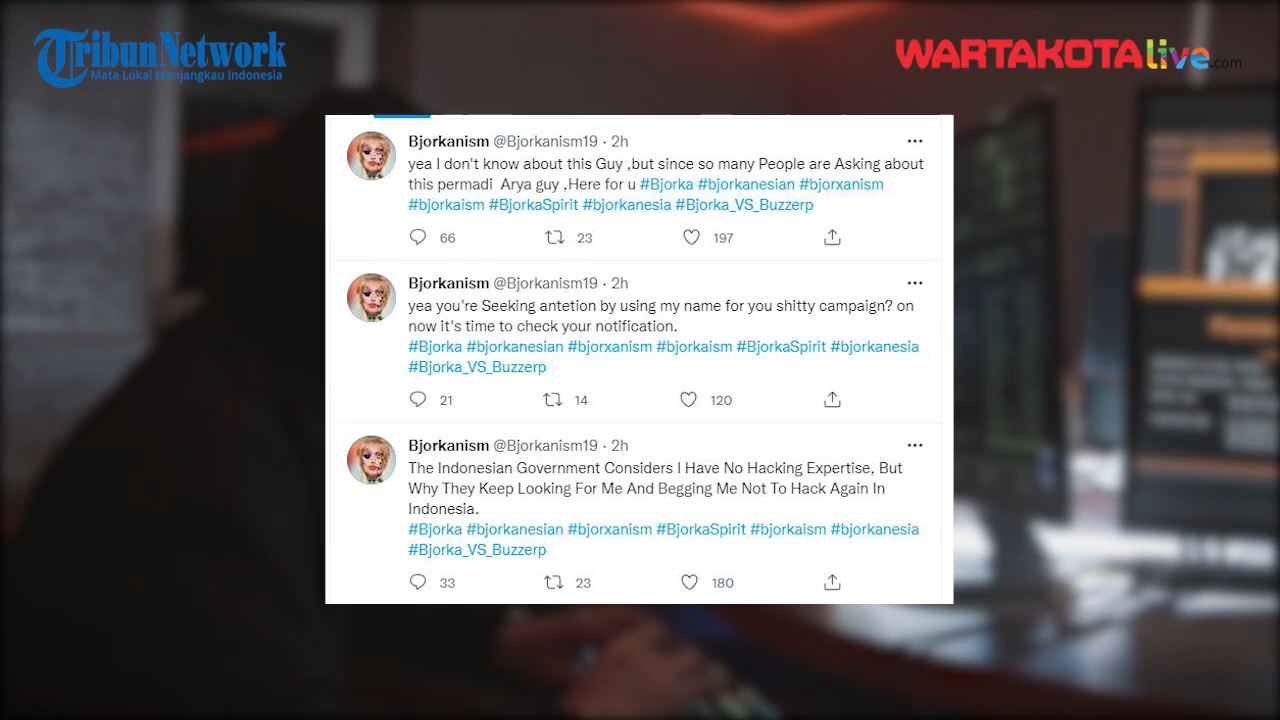 TribunNetwork
Mata Lokal Menjangkau Indonesia
WARTAKOTAlive.com
Bjorkanism @Bjorkanism19 · 2h
yea I don't know about this Guy ,but since so many People are Asking about
this permadi Arya guy ,Here for u #Bjorka #bjorkanesian #bjorxanism
#bjorkaism #BjorkaSpirit #bjorkanesia #Bjorka_VS_Buzzerp
66 23 197
Bjorkanism @Bjorkanism19 · 2h
yea you're Seeking antetion by using my name for you shitty campaign? on
now it's time to check your notification.
#Bjorka #bjorkanesian #bjorxanism #bjorkaism #BjorkaSpirit #bjorkanesia
#Bjorka_VS_Buzzerp
21 14 120
Bjorkanism @Bjorkanism19 · 2h
The Indonesian Government Considers I Have No Hacking Expertise, But
Why They Keep Looking For Me And Begging Me Not To Hack Again In
Indonesia.
#Bjorka #bjorkanesian #bjorxanism #BjorkaSpirit #bjorkaism #bjorkanesia
#Bjorka_VS_Buzzerp
33 23 180